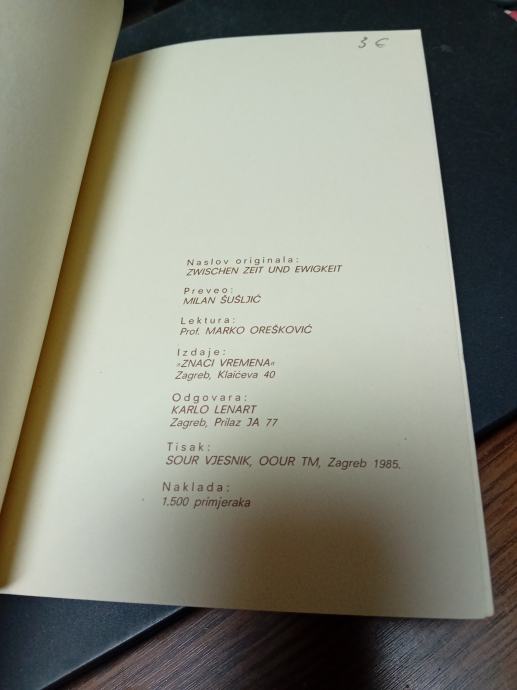 3 €
Naslov originala:
ZWISCHEN ZEIT UND EWIGKEIT
Preveo:
MILAN ŠUŠLJIĆ
Lektura:
Prof. MARKO OREŠKOVIĆ
Izdaje:
»ZNACI VREMENA«
Zagreb, Klaićeva 40
Odgovara:
KARLO LENART
Zagreb, Prilaz JA 77
Tisak:
SOUR VJESNIK, OOUR TM, Zagreb 1985.
Naklada:
1.500 primjeraka